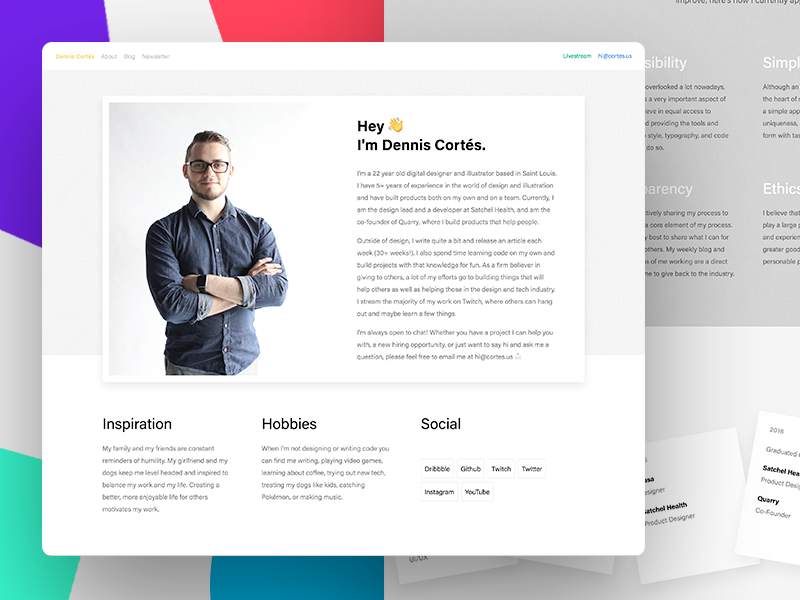 improve, here's how I currently ap
Dennis Cortés About Blog Newsletter Livestream hi@cortes.us
Hey 👋
I'm Dennis Cortés.
I'm a 22 year old digital designer and illustrator based in Saint Louis.
I have 5+ years of experience in the world of design and illustration
and have built products both on my own and on a team. Currently, I
am the design lead and a developer at Satchel Health, and am the
co-founder of Quarry, where I build products that help people.
Outside of design, I write quite a bit and release an article each
week (30+ weeks!). I also spend time learning code on my own and
build projects with that knowledge for fun. As a firm believer in
giving to others, a lot of my efforts go to building things that will
help others as well as helping those in the design and tech industry.
I stream the majority of my work on Twitch, where others can hang
out and maybe learn a few things.
I'm always open to chat! Whether you have a project I can help you
with, a new hiring opportunity, or just want to say hi and ask me a
question, please feel free to email me at hi@cortes.us 📩
Inspiration
My family and my friends are constant
reminders of humility. My girlfriend and my
dogs keep me level headed and inspired to
balance my work and my life. Creating a
better, more enjoyable life for others
motivates my work.
Hobbies
When I'm not designing or writing code you
can find me writing, playing video games,
learning about coffee, trying out new tech,
treating my dogs like kids, catching
Pokémon, or making music.
Social
Dribbble Github Twitch Twitter
Instagram YouTube
sibility
overlooked a lot nowadays,
s a very important aspect of
ieve in equal access to
d providing the tools and
style, typography, and code
do so.
Simpl
Although an
the heart of
a simple app
uniqueness,
form with tas
parency
ctively sharing my process to
a core element of my process.
y best to share what I can for
others. My weekly blog and
s of me working are a direct
ne to give back to the industry.
Ethics
I believe that
play a large p
and experien
greater good
personable p
esigner
Satchel Health
Product Designer
2016
Graduated
Satchel Hea
Product Desig
Quarry
Co-Founder
UI/UX